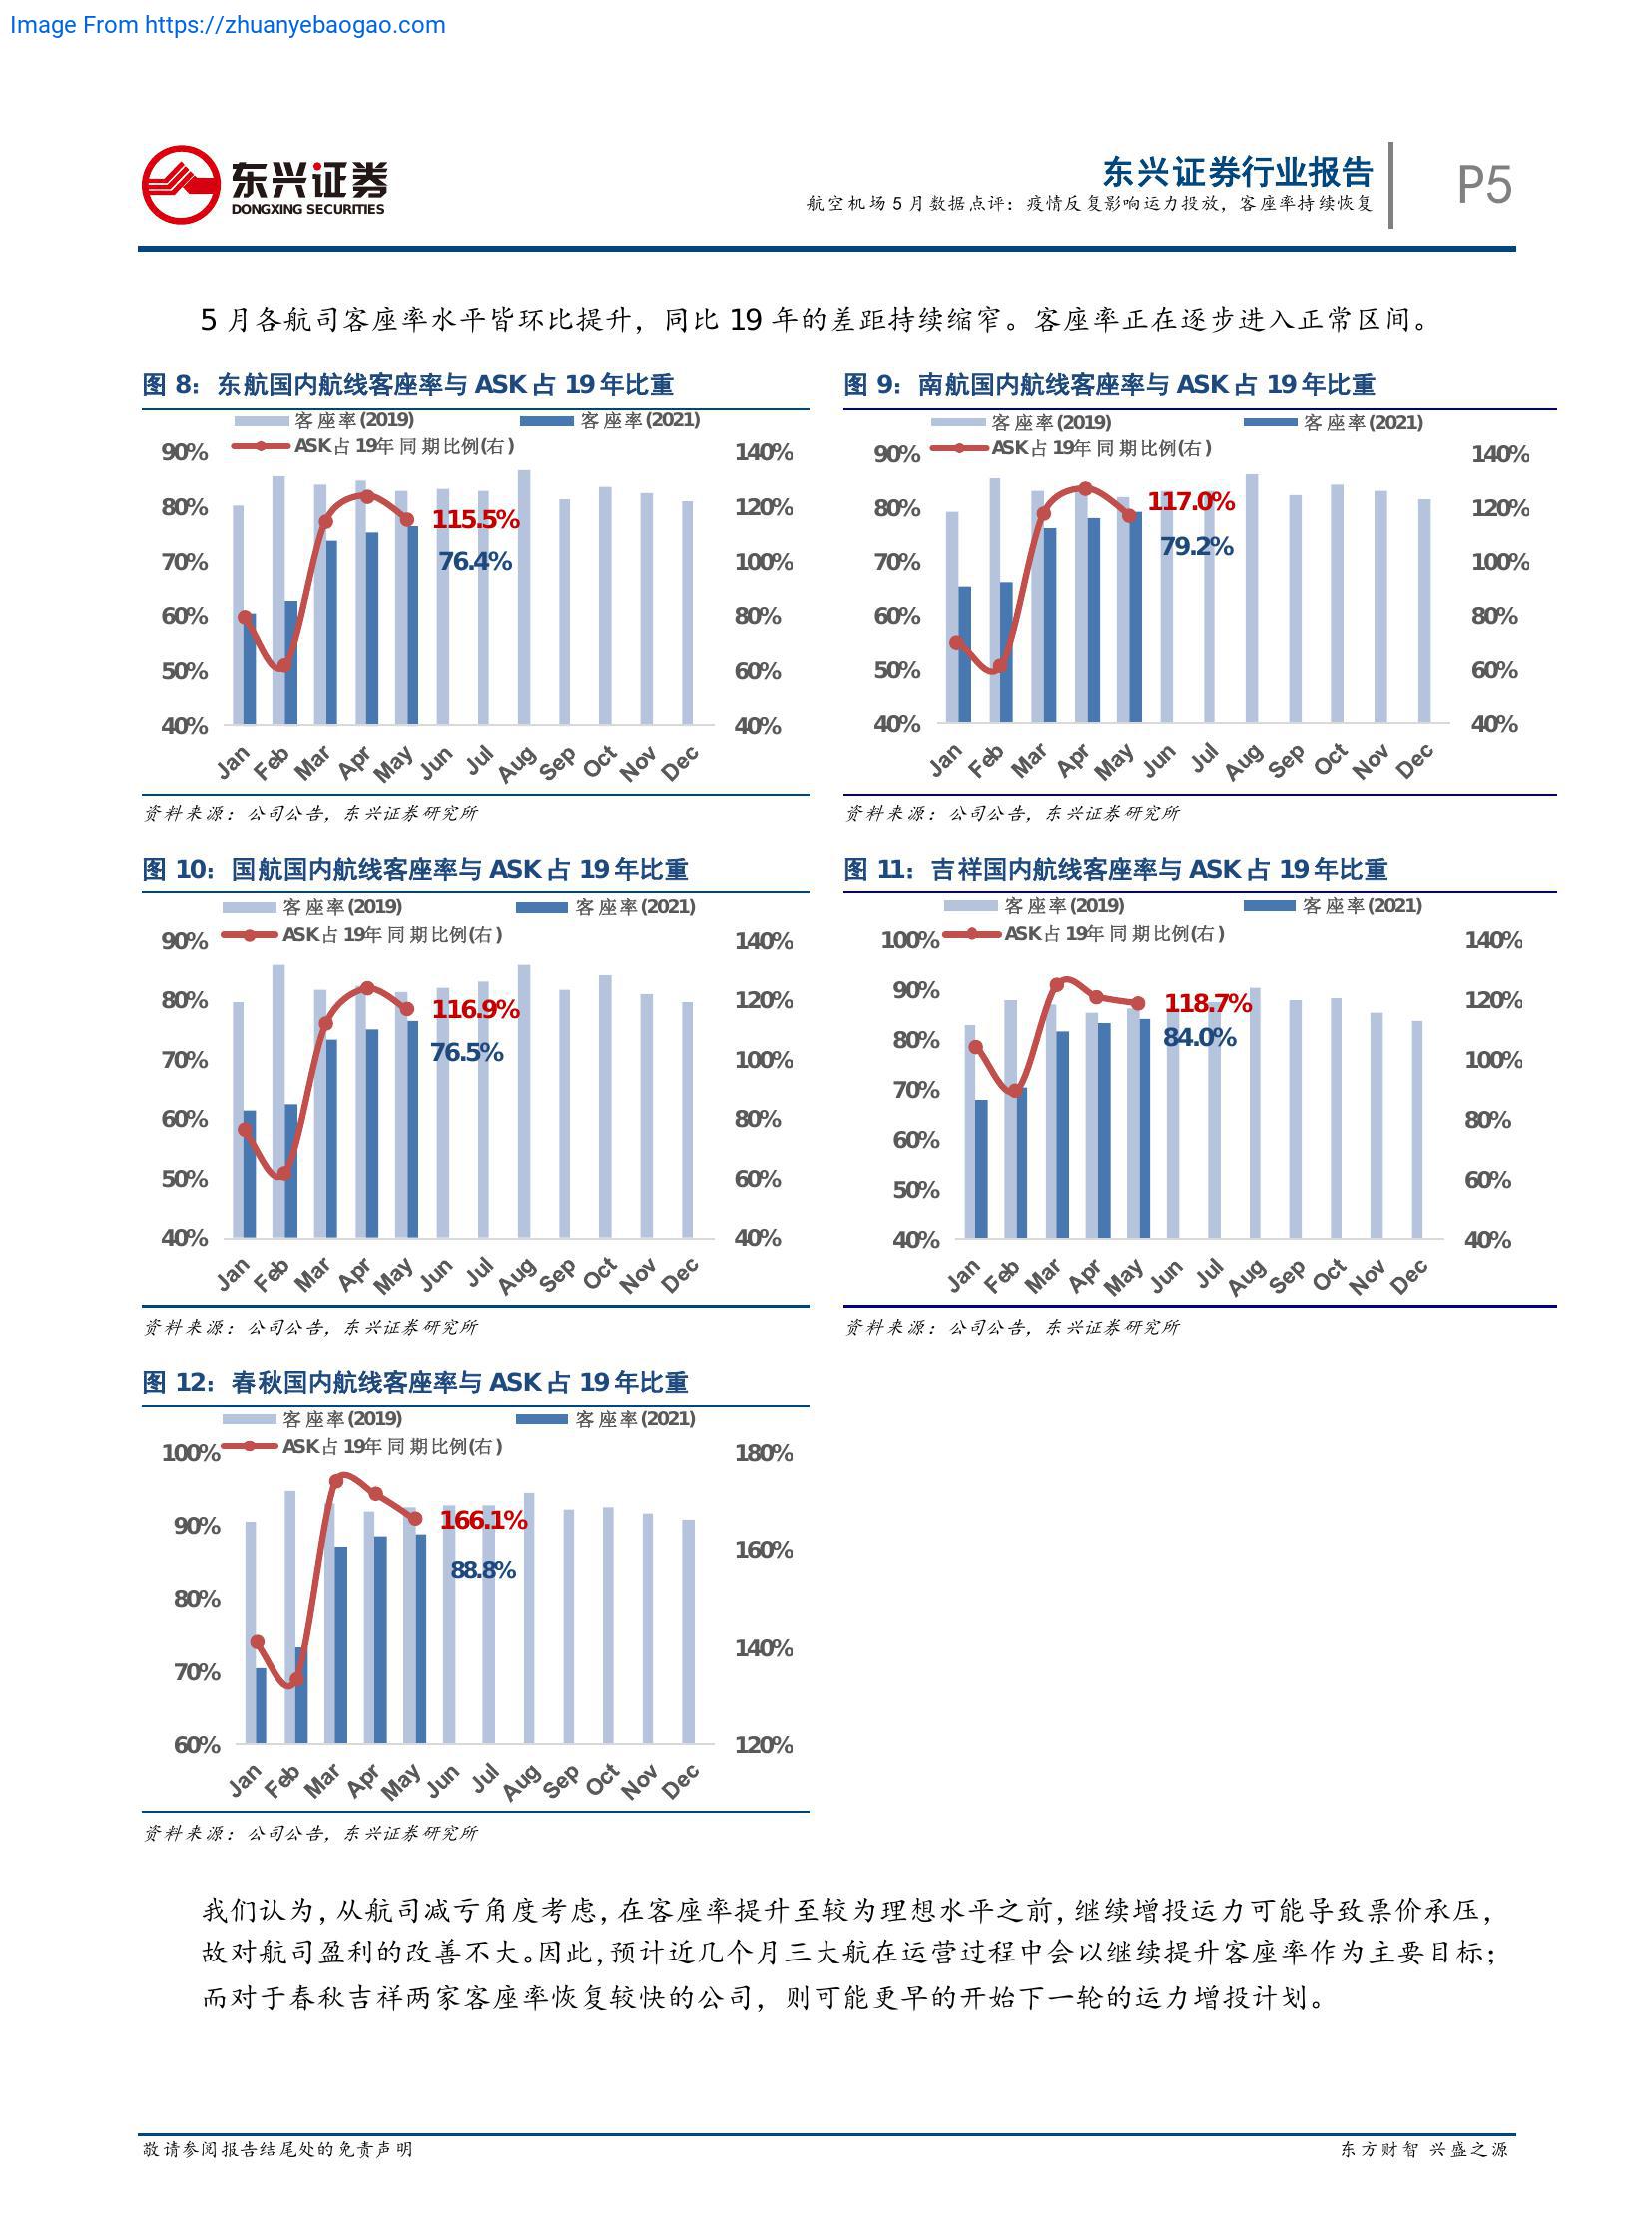 Image From https://zhuanyebaogao.com
东兴证券
DONGXING SECURITIES
东兴证券行业报告
航空机场 5 月数据点评：疫情反复影响运力投放，客座率持续恢复
P5
5 月各航司客座率水平皆环比提升，同比 19 年的差距持续缩窄。客座率正在逐步进入正常区间。
图 8：东航国内航线客座率与 ASK 占 19 年比重
客座率(2019) 客座率(2021)
ASK占19年同期比例(右)
90% 140%
80% 120%
115.5%
70% 76.4% 100%
60% 80%
50% 60%
40% 40%
Jan Feb Mar Apr May Jun Jul Aug Sep Oct Nov Dec
资料来源：公司公告，东兴证券研究所
图 9：南航国内航线客座率与 ASK 占 19 年比重
客座率(2019) 客座率(2021)
ASK占19年同期比例(右)
90% 140%
117.0%
80% 120%
79.2%
70% 100%
60% 80%
50% 60%
40% 40%
Jan Feb Mar Apr May Jun Jul Aug Sep Oct Nov Dec
资料来源：公司公告，东兴证券研究所
图 10：国航国内航线客座率与 ASK 占 19 年比重
客座率(2019) 客座率(2021)
ASK占19年同期比例(右)
90% 140%
80% 120%
116.9%
76.5%
70% 100%
60% 80%
50% 60%
40% 40%
Jan Feb Mar Apr May Jun Jul Aug Sep Oct Nov Dec
资料来源：公司公告，东兴证券研究所
图 11：吉祥国内航线客座率与 ASK 占 19 年比重
客座率(2019) 客座率(2021)
ASK占19年同期比例(右)
100% 140%
90% 120%
118.7%
84.0%
80% 100%
70% 80%
60% 60%
50% 40%
40%
Jan Feb Mar Apr May Jun Jul Aug Sep Oct Nov Dec
资料来源：公司公告，东兴证券研究所
图 12：春秋国内航线客座率与 ASK 占 19 年比重
客座率(2019) 客座率(2021)
ASK占19年同期比例(右)
100% 180%
166.1%
90% 160%
88.8%
80% 140%
70% 120%
60%
Jan Feb Mar Apr May Jun Jul Aug Sep Oct Nov Dec
资料来源：公司公告，东兴证券研究所
我们认为，从航司减亏角度考虑，在客座率提升至较为理想水平之前，继续增投运力可能导致票价承压，
故对航司盈利的改善不大。因此，预计近几个月三大航在运营过程中会以继续提升客座率作为主要目标；
而对于春秋吉祥两家客座率恢复较快的公司，则可能更早的开始下一轮的运力增投计划。
敬请参阅报告结尾处的免责声明
东方财智 兴盛之源